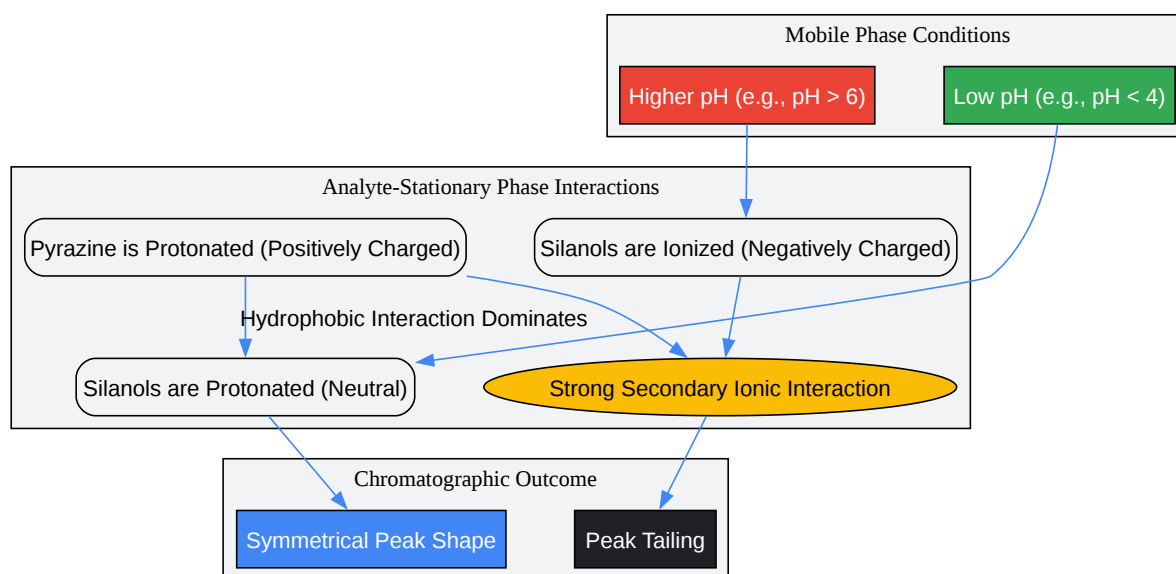 Mobile Phase Conditions
Higher pH (e.g., pH > 6)
Low pH (e.g., pH < 4)
Analyte-Stationary Phase Interactions
Pyrazine is Protonated (Positively Charged)
Silanols are Ionized (Negatively Charged)
Hydrophobic Interaction Dominates
Silanols are Protonated (Neutral)
Strong Secondary Ionic Interaction
Chromatographic Outcome
Symmetrical Peak Shape
Peak Tailing